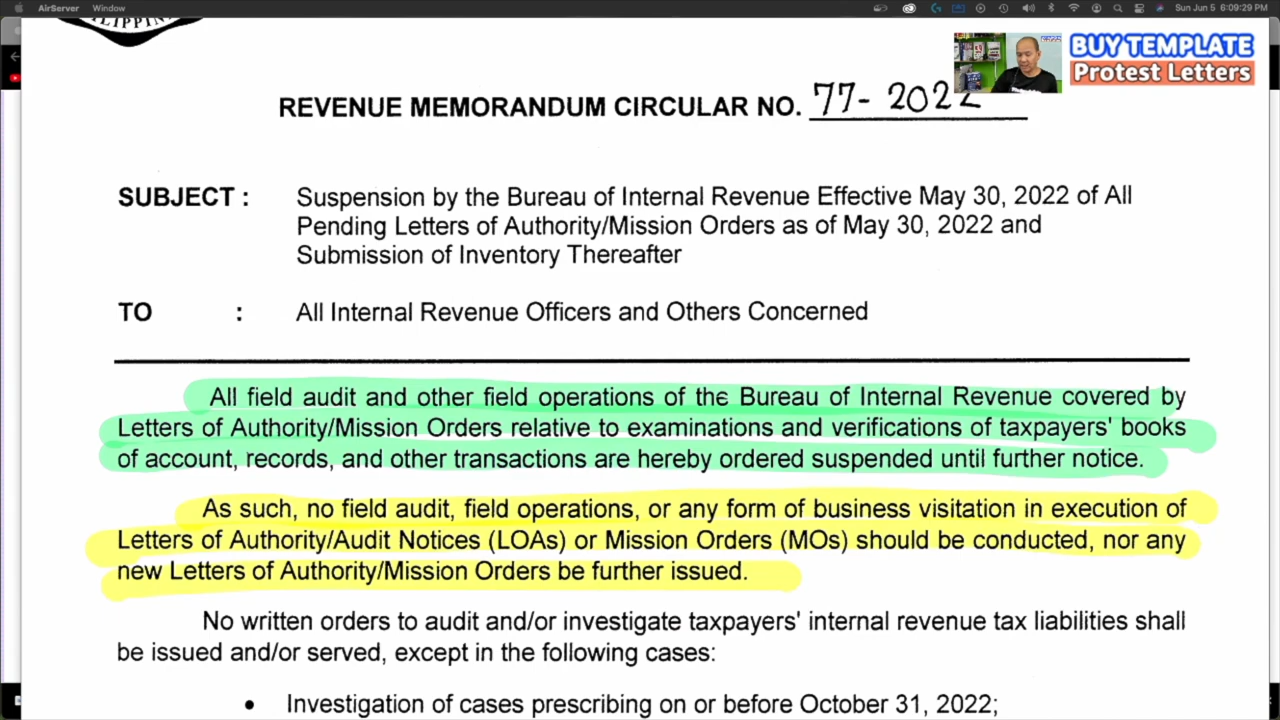 AirServer Window Sun Jun 5 6:09:29 PM
BUY TEMPLATE
Protest Letters
REVENUE MEMORANDUM CIRCULAR NO. 77-2022
SUBJECT : Suspension by the Bureau of Internal Revenue Effective May 30, 2022 of All
Pending Letters of Authority/Mission Orders as of May 30, 2022 and
Submission of Inventory Thereafter
TO : All Internal Revenue Officers and Others Concerned
All field audit and other field operations of the Bureau of Internal Revenue covered by
Letters of Authority/Mission Orders relative to examinations and verifications of taxpayers' books
of account, records, and other transactions are hereby ordered suspended until further notice.
As such, no field audit, field operations, or any form of business visitation in execution of
Letters of Authority/Audit Notices (LOAs) or Mission Orders (MOs) should be conducted, nor any
new Letters of Authority/Mission Orders be further issued.
No written orders to audit and/or investigate taxpayers' internal revenue tax liabilities shall
be issued and/or served, except in the following cases:
• Investigation of cases prescribing on or before October 31, 2022;